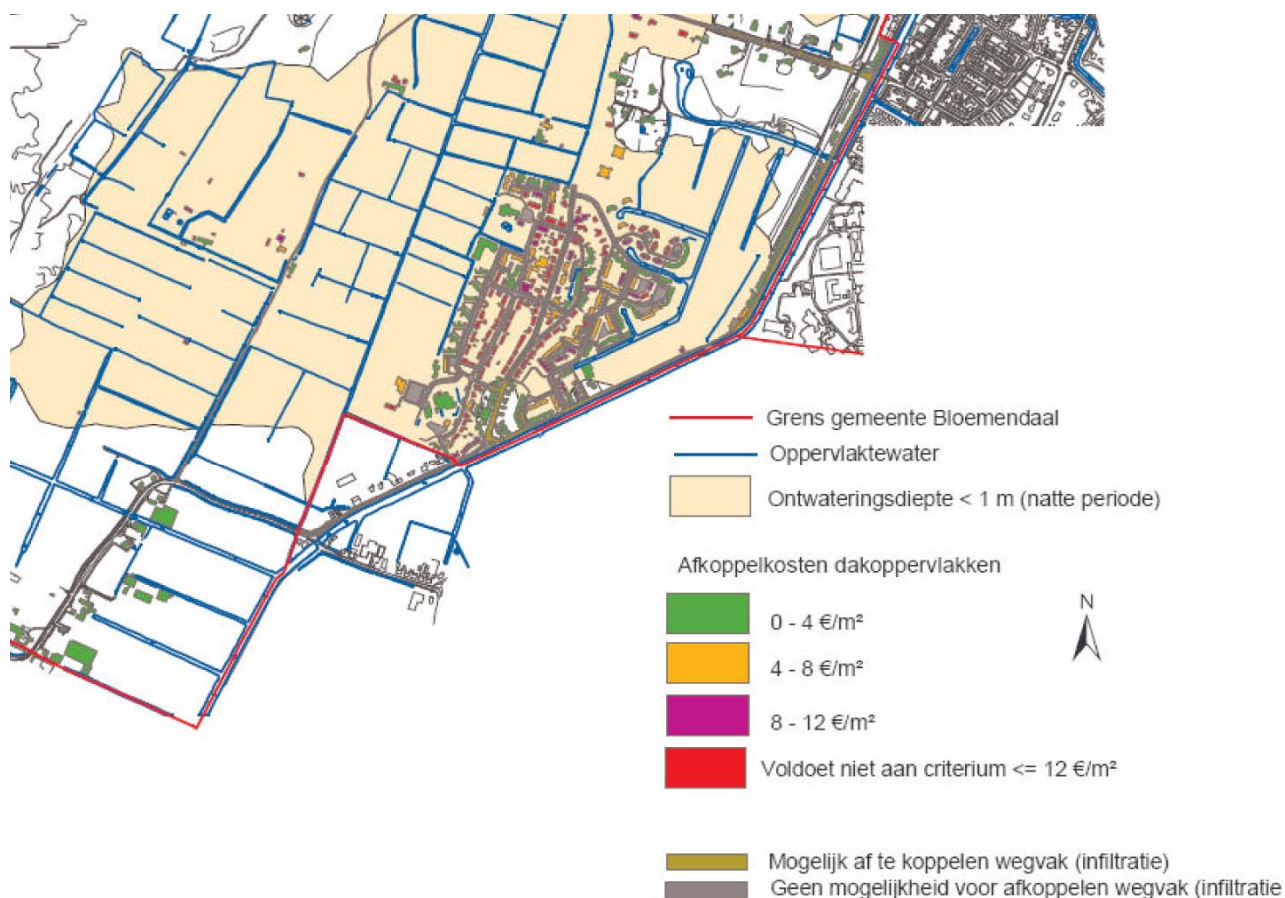 Grens gemeente Bloemendaal
Oppervlaktewater
Ontwateringsdiepte < 1 m (natte periode)
Afkoppelkosten dakoppervlakken
0 - 4 €/m²
N
4 - 8 €/m²
8 - 12 €/m²
Voldoet niet aan criterium <= 12 €/m²
Mogelijk af te koppelen wegvak (infiltratie)
Geen mogelijkheid voor afkoppelen wegvak (infiltratie